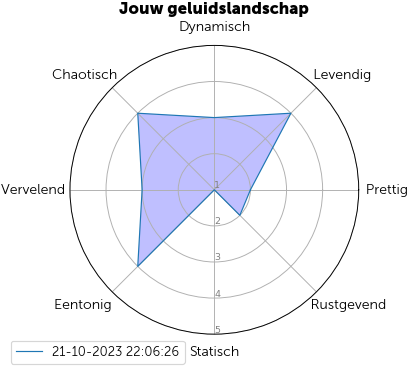 Jouw geluidslandschap
Dynamisch
Chaotisch
Levendig
Vervelend
1
Prettig
2
3
Eentonig
4
Rustgevend
5
21-10-2023 22:06:26
Statisch